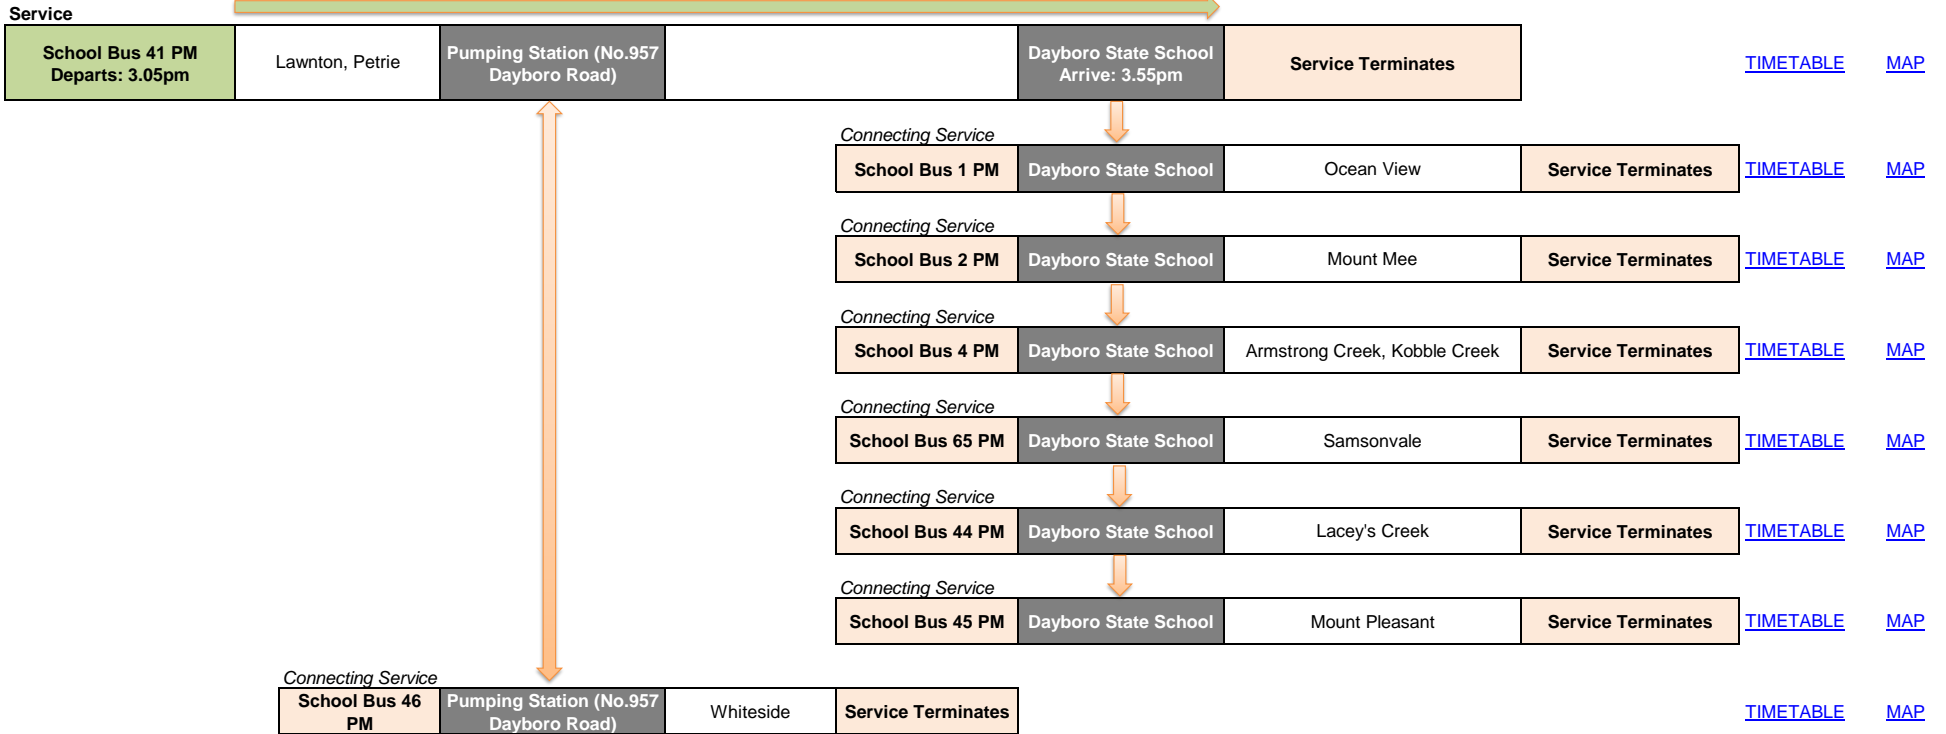 Service
School Bus 41 PM
Departs: 3.05pm
Lawnton, Petrie
Pumping Station (No.957
Dayboro Road)
Dayboro State School
Arrive: 3.55pm
Service Terminates
TIMETABLE
MAP
Connecting Service
School Bus 1 PM
Dayboro State School
Ocean View
Service Terminates
TIMETABLE
MAP
Connecting Service
School Bus 2 PM
Dayboro State School
Mount Mee
Service Terminates
TIMETABLE
MAP
Connecting Service
School Bus 4 PM
Dayboro State School
Armstrong Creek, Kobble Creek
Service Terminates
TIMETABLE
MAP
Connecting Service
School Bus 65 PM
Dayboro State School
Samsonvale
Service Terminates
TIMETABLE
MAP
Connecting Service
School Bus 44 PM
Dayboro State School
Lacey's Creek
Service Terminates
TIMETABLE
MAP
Connecting Service
School Bus 45 PM
Dayboro State School
Mount Pleasant
Service Terminates
TIMETABLE
MAP
Connecting Service
School Bus 46
PM
Pumping Station (No.957
Dayboro Road)
Whiteside
Service Terminates
TIMETABLE
MAP